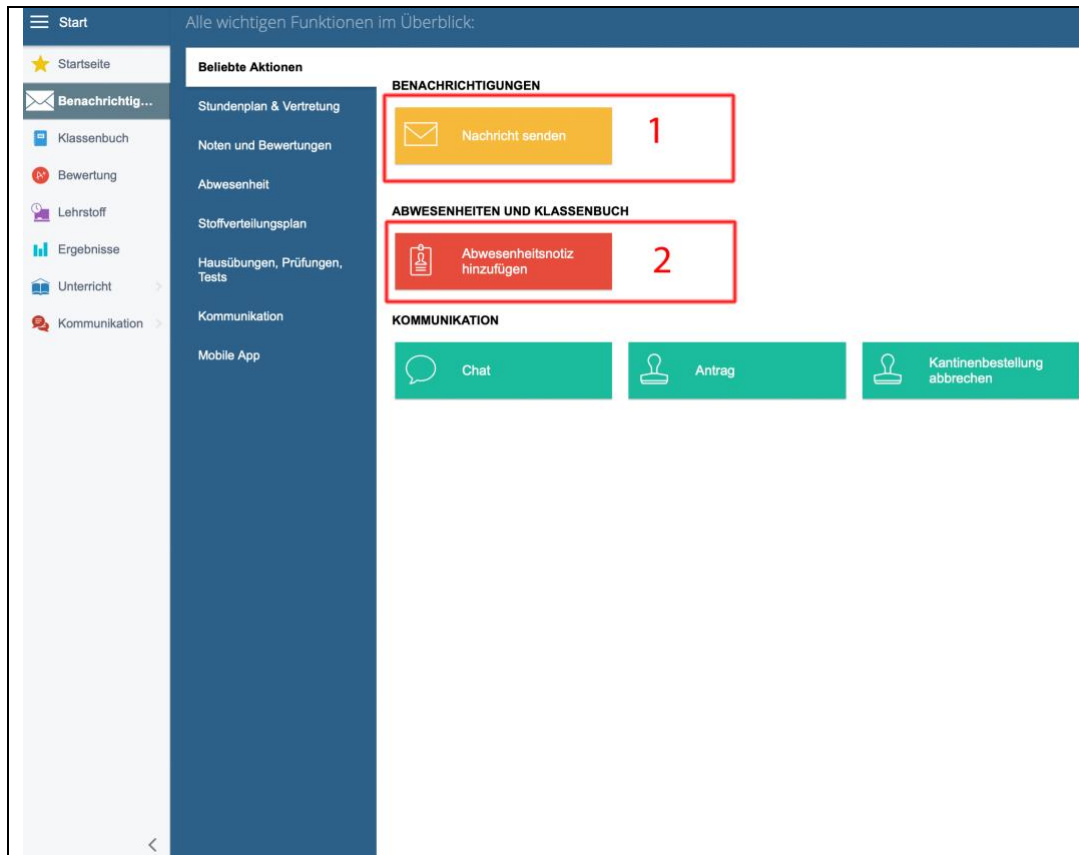 Start
Alle wichtigen Funktionen im Überblick:
Startseite
Benachrichtig...
Klassenbuch
Bewertung
Lehrstoff
Ergebnisse
Unterricht
Kommunikation
Beliebte Aktionen
Stundenplan & Vertretung
Noten und Bewertungen
Abwesenheit
Stoffverteilungsplan
Hausübungen, Prüfungen,
Tests
Kommunikation
Mobile App
BENACHRICHTIGUNGEN
Nachricht senden
1
ABWESENHEITEN UND KLASSENBUCH
Abwesenheitsnotiz
hinzufügen
2
KOMMUNIKATION
Chat
Antrag
Kantinenbestellung
abbrechen